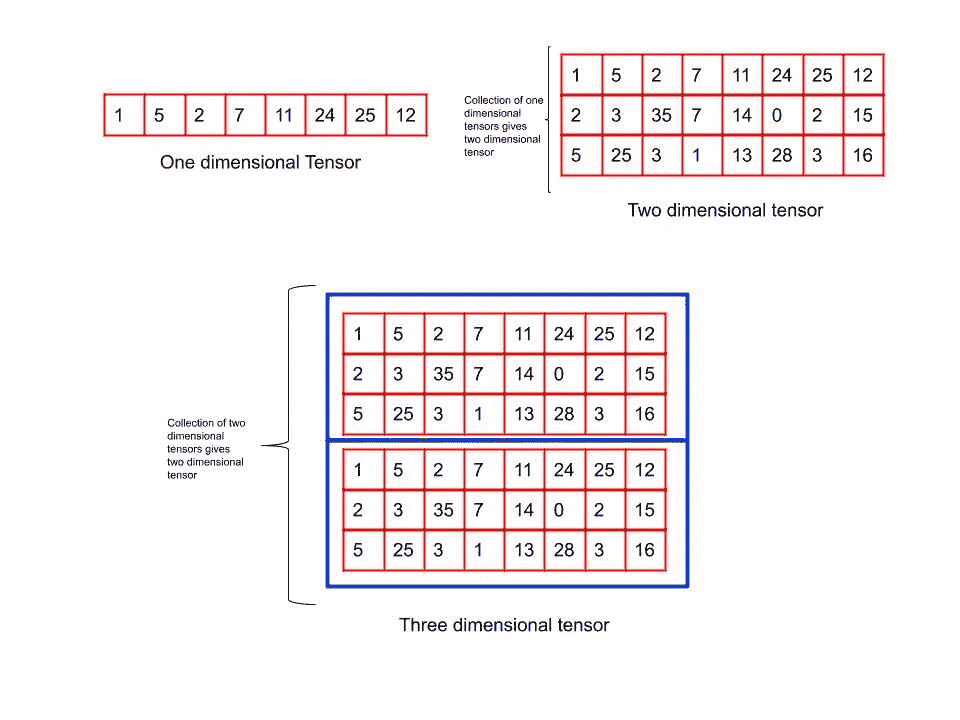 1 5 2 7 11 24 25 12
One dimensional Tensor
Collection of one
dimensional
tensors gives
two dimensional
tensor
1 5 2 7 11 24 25 12
2 3 35 7 14 0 2 15
5 25 3 1 13 28 3 16
Two dimensional tensor
Collection of two
dimensional
tensors gives
two dimensional
tensor
1 5 2 7 11 24 25 12
2 3 35 7 14 0 2 15
5 25 3 1 13 28 3 16
1 5 2 7 11 24 25 12
2 3 35 7 14 0 2 15
5 25 3 1 13 28 3 16
Three dimensional tensor